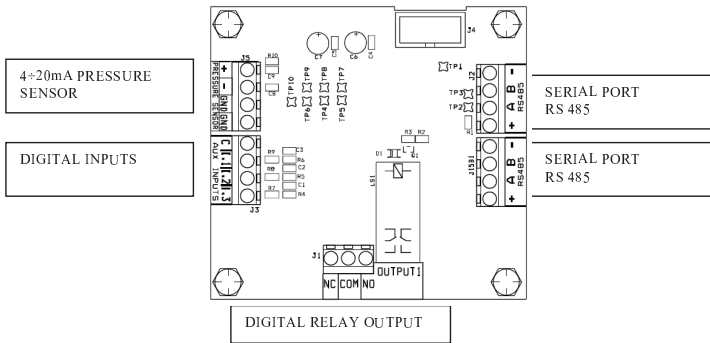 4÷20mA PRESSURE
SENSOR
DIGITAL INPUTS
SERIAL PORT
RS 485
SERIAL PORT
RS 485
DIGITAL RELAY OUTPUT
J5
+
-
GND
GND
PRESSURE SENSOR
R10
C9
C8
C7
C5
C6
C4
J4
TP10
TP9
TP8
TP7
TP6
TP4
TP5
TP1
TP3
TP2
R1
J2
-
B
A
+
RS485
C
I.1
I.2
I.3
AUX INPUTS
J3
R9
R8
R7
C3
R6
C2
R5
C1
R4
R3
R2
D1
Q1
LS1
J15B1
-
B
A
+
RS485
J1
OUTPUT1
NC
COM
NO